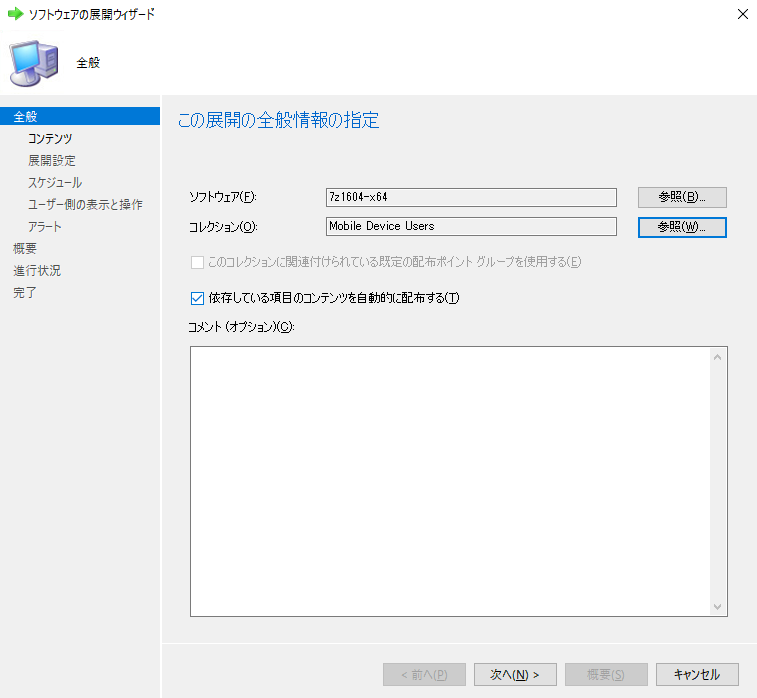 ソフトウェアの展開ウィザード
全般
全般
コンテンツ
展開設定
スケジュール
ユーザー側の表示と操作
アラート
概要
進行状況
完了
この展開の全般情報の指定
ソフトウェア(F): 7z1604-x64 参照(B)...
コレクション(O): Mobile Device Users 参照(W)...
このコレクションに関連付けられている既定の配布ポイント グループを使用する(E)
依存している項目のコンテンツを自動的に配布する(T)
コメント (オプション)(C):
< 前へ(P) 次へ(N) > 概要(S) キャンセル